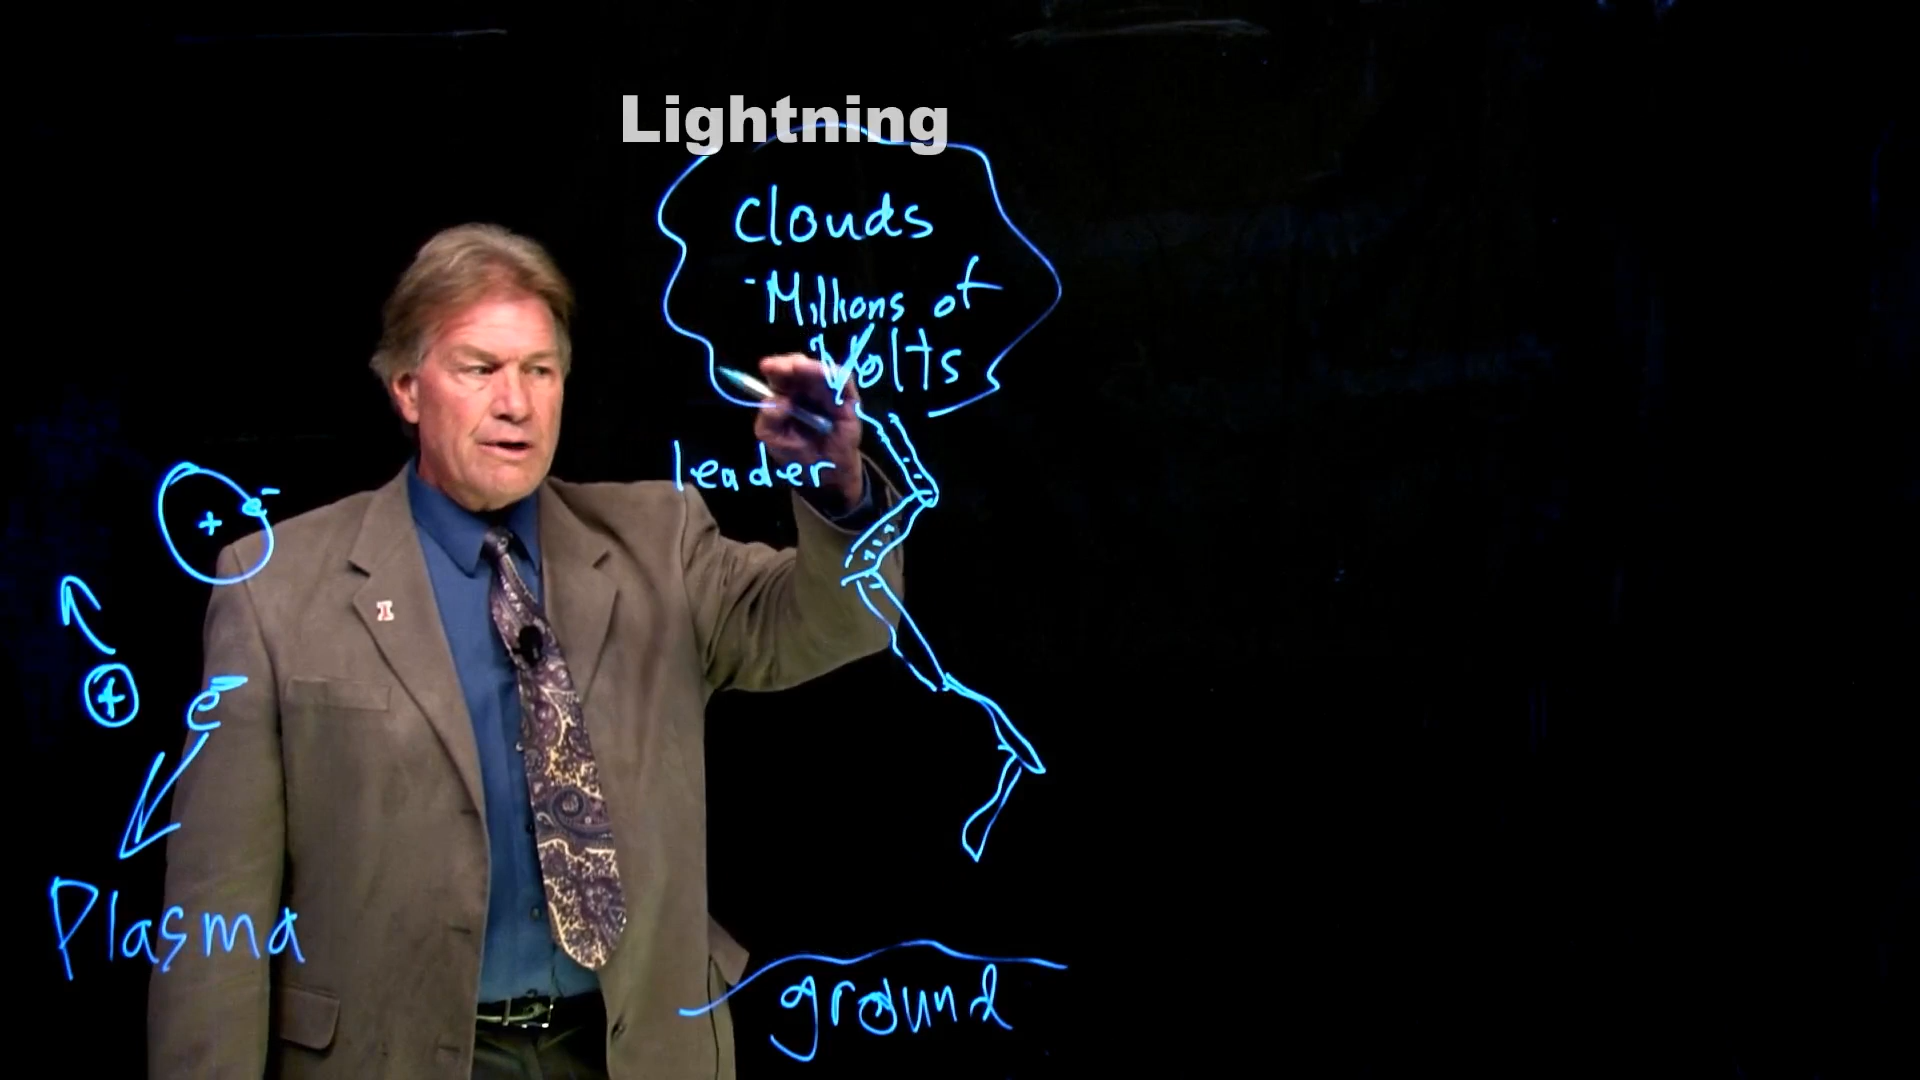 Lightning
Clouds
-Millions of
Volts
leader
+ e-
+
e-
Plasma
ground
I